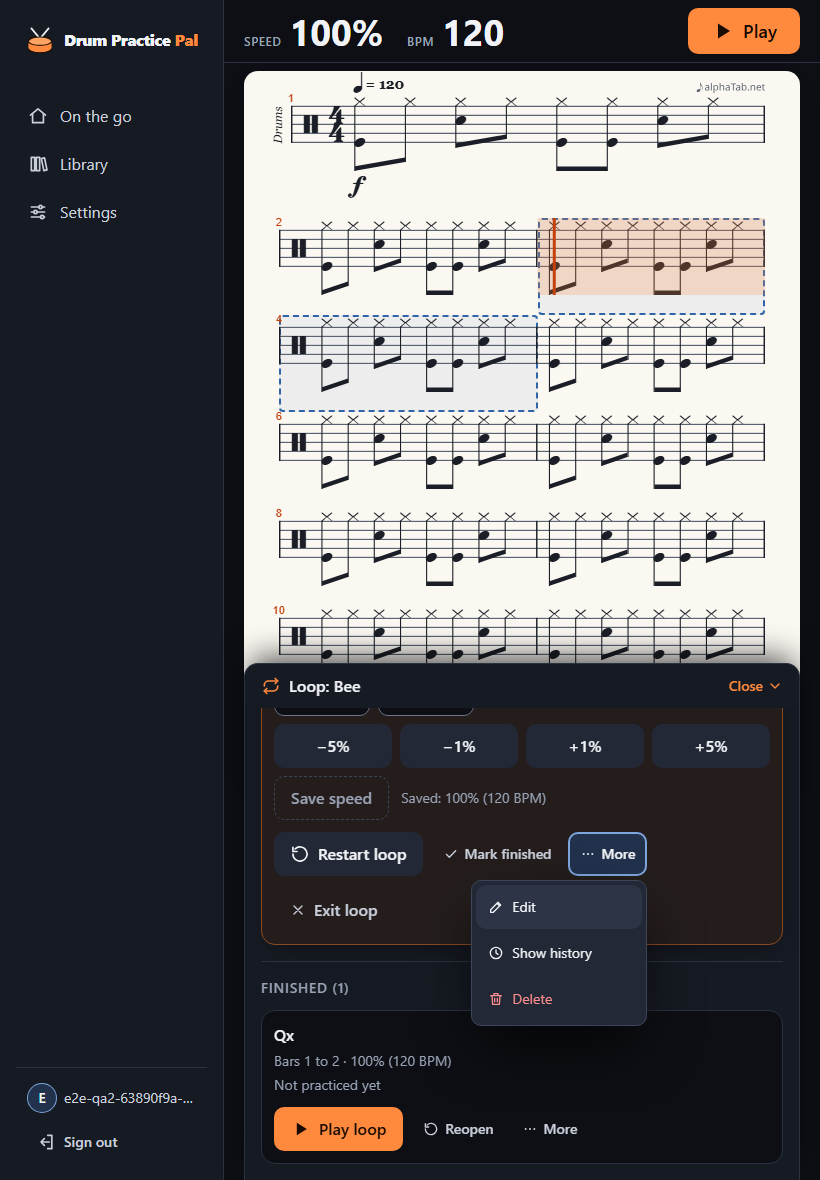 Drum Practice Pal
SPEED 100% BPM 120
Play
On the go
Library
Settings
= 120
♪alphaTab.net
1
Drums
4
4
f
2
4
6
8
10
Loop: Bee
Close
−5%
−1%
+1%
+5%
Save speed
Saved: 100% (120 BPM)
Restart loop
Mark finished
··· More
Exit loop
Edit
Show history
Delete
FINISHED (1)
Qx
Bars 1 to 2 · 100% (120 BPM)
Not practiced yet
Play loop
Reopen
··· More
E
e2e-qa2-63890f9a-...
Sign out